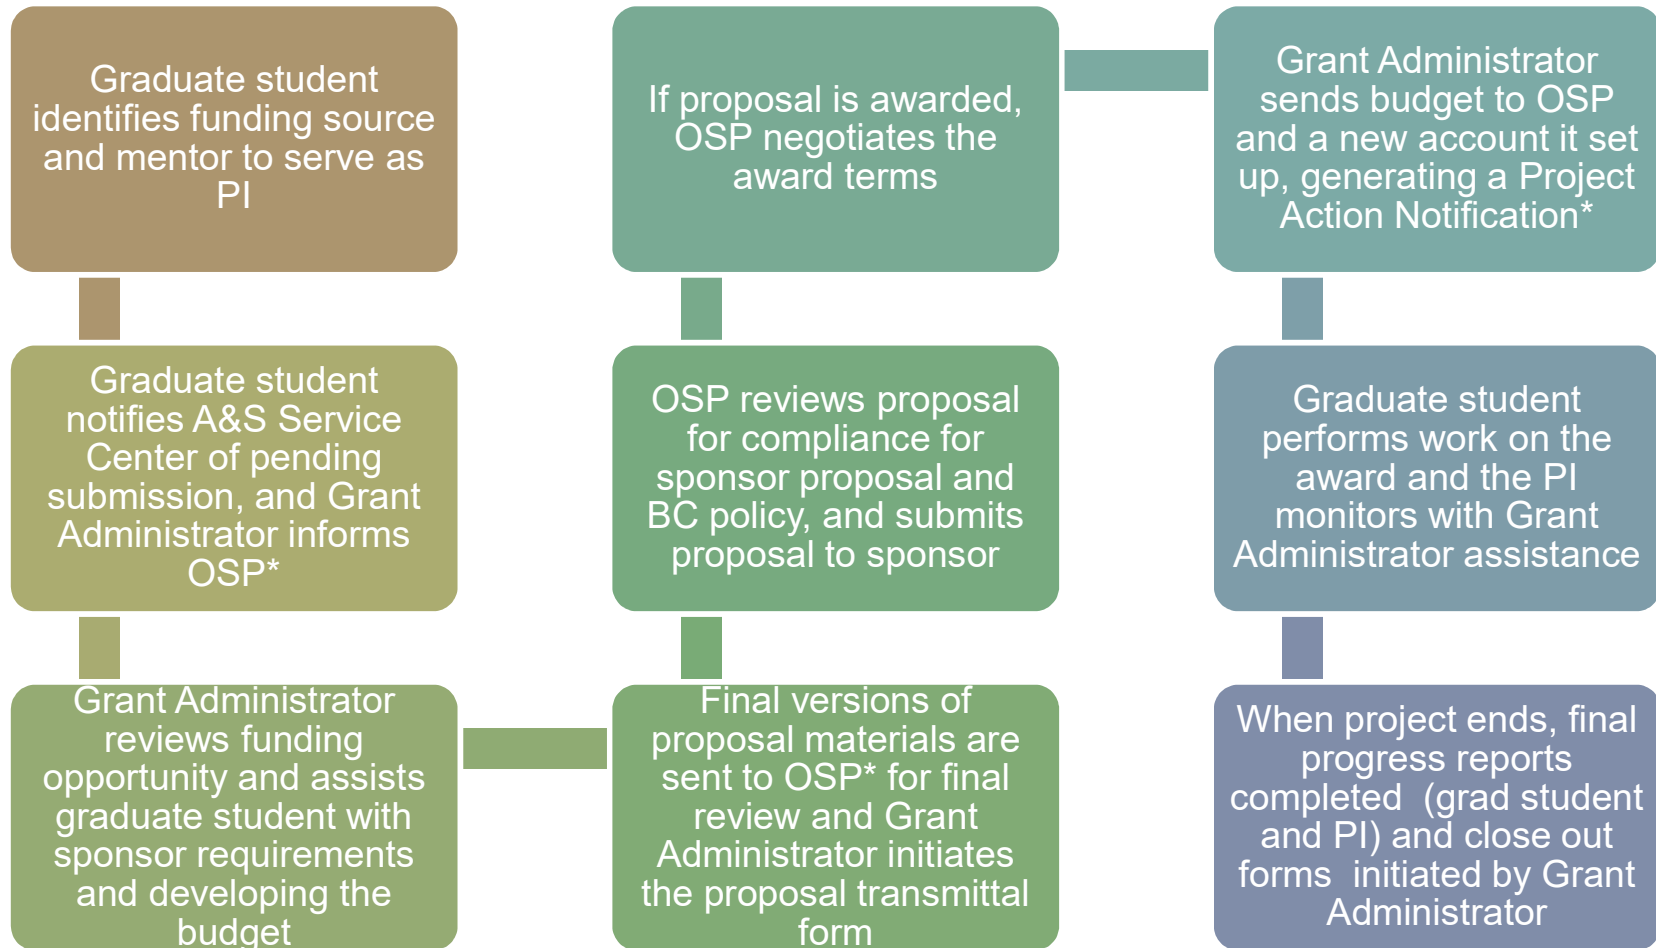 Graduate student
identifies funding source
and mentor to serve as
PI
Graduate student
notifies A&S Service
Center of pending
submission, and Grant
Administrator informs
OSP*
Grant Administrator
reviews funding
opportunity and assists
graduate student with
sponsor requirements
and developing the
budget
Final versions of
proposal materials are
sent to OSP* for final
review and Grant
Administrator initiates
the proposal transmittal
form
OSP reviews proposal
for compliance for
sponsor proposal and
BC policy, and submits
proposal to sponsor
If proposal is awarded,
OSP negotiates the
award terms
Grant Administrator
sends budget to OSP
and a new account it set
up, generating a Project
Action Notification*
Graduate student
performs work on the
award and the PI
monitors with Grant
Administrator assistance
When project ends, final
progress reports
completed  (grad student
and PI) and close out
forms  initiated by Grant
Administrator